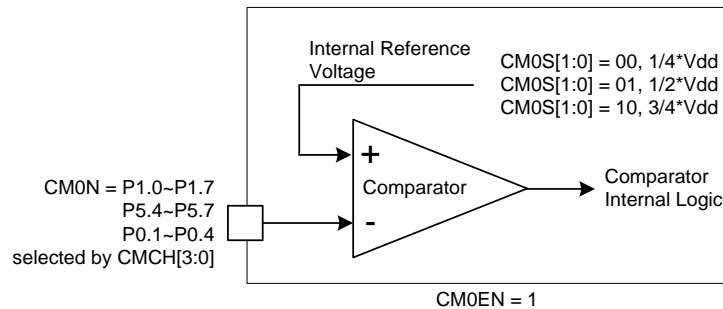 Internal Reference
Voltage
CM0S[1:0] = 00, 1/4*Vdd
CM0S[1:0] = 01, 1/2*Vdd
CM0S[1:0] = 10, 3/4*Vdd
+
Comparator
-
Comparator
Internal Logic
CM0N = P1.0~P1.7
P5.4~P5.7
P0.1~P0.4
selected by CMCH[3:0]
CM0EN = 1